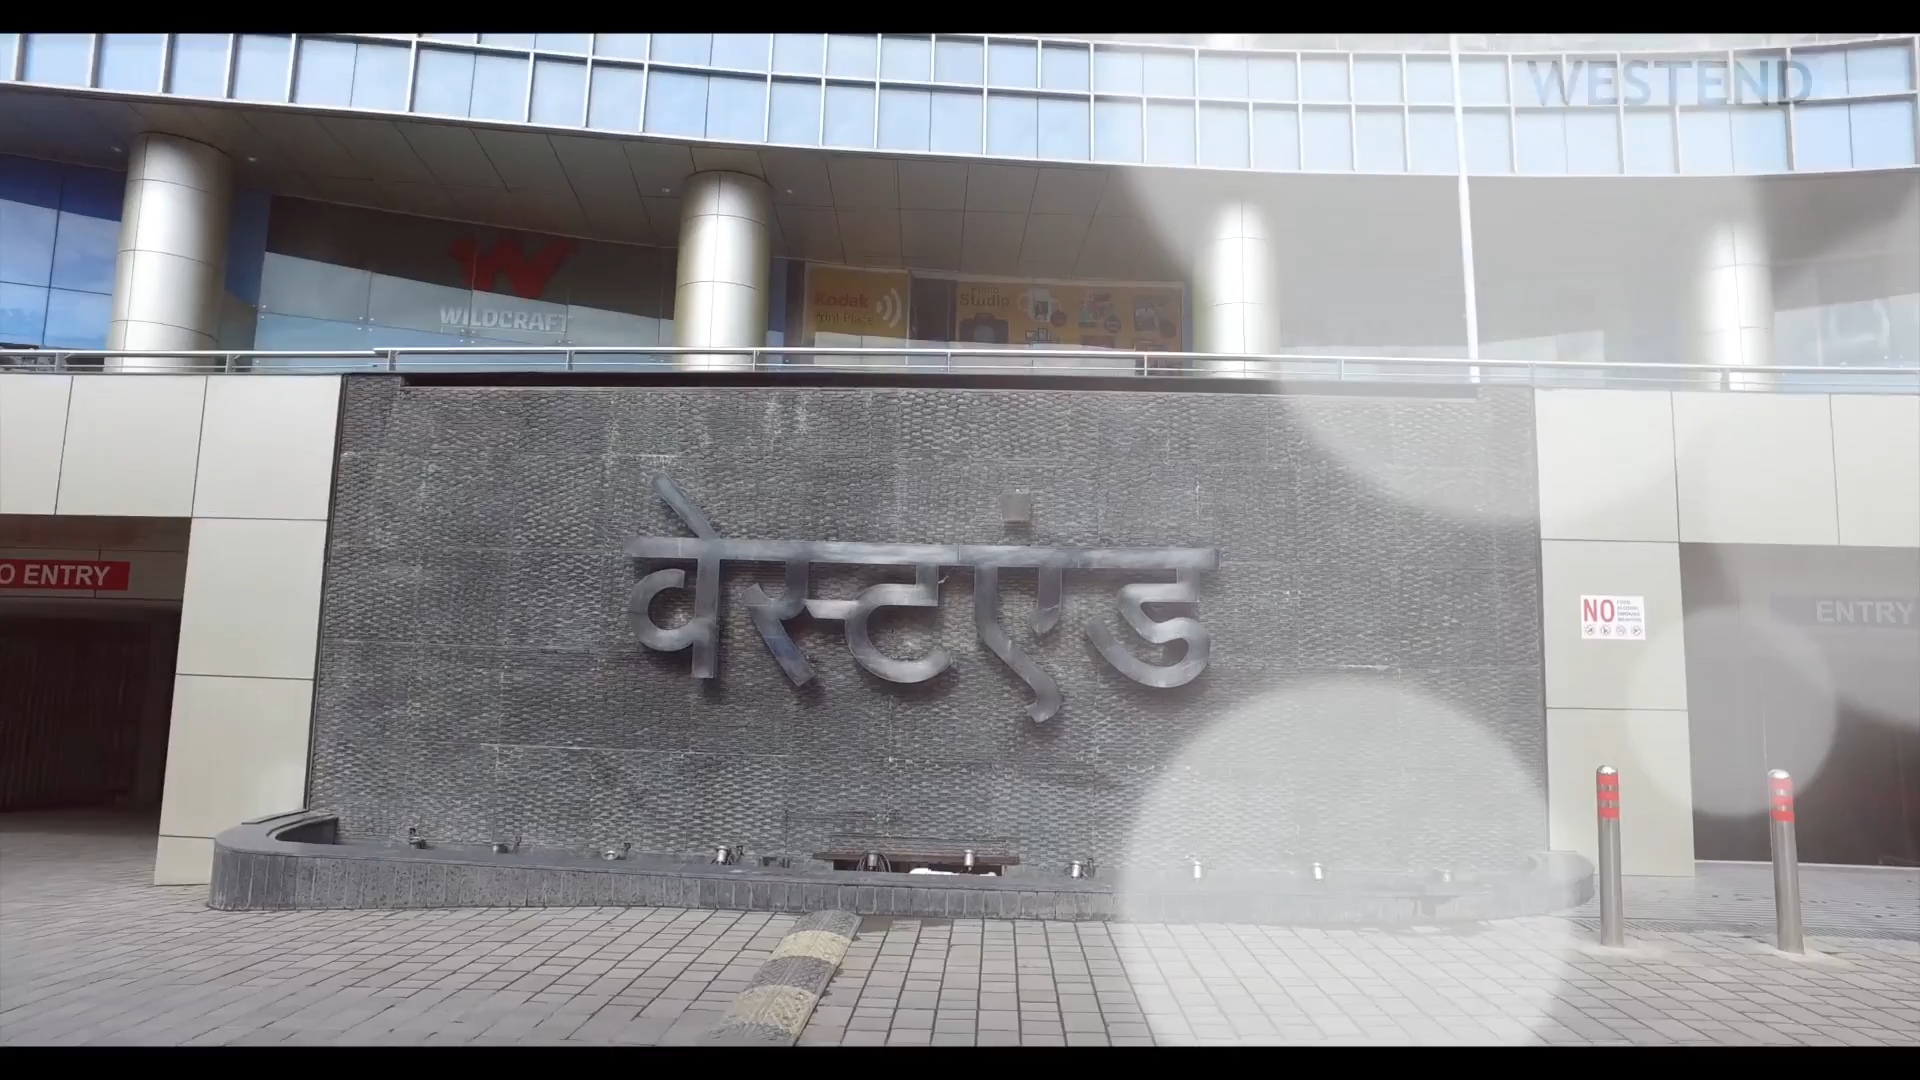 WESTEND
WILDCRAFT
Kodak
Print Place
Studio
वेस्टएंड
O ENTRY
NO
ENTRY